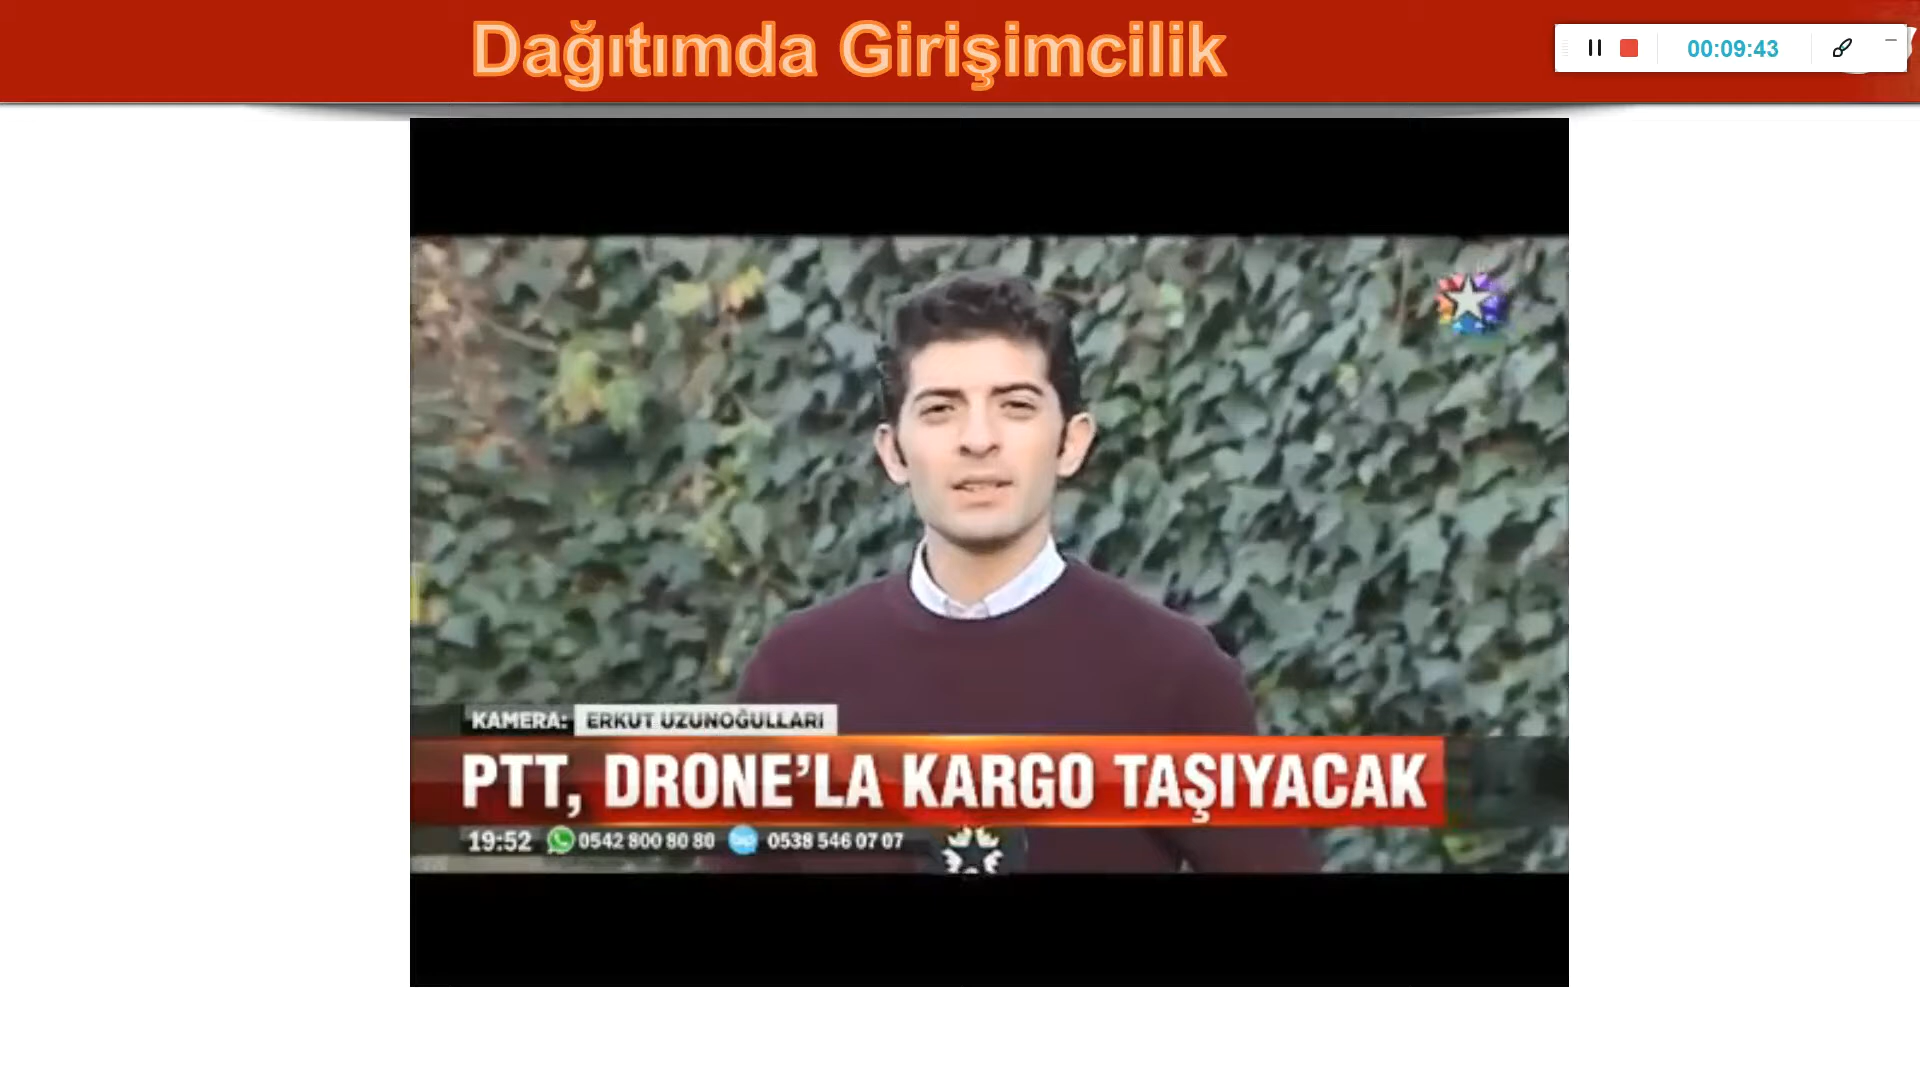 Dağıtımda Girişimcilik
00:09:43
KAMERA: ERKUT UZUNOĞULLARI
PTT, DRONE'LA KARGO TAŞIYACAK
19:52 0542 800 80 80 0538 546 07 07